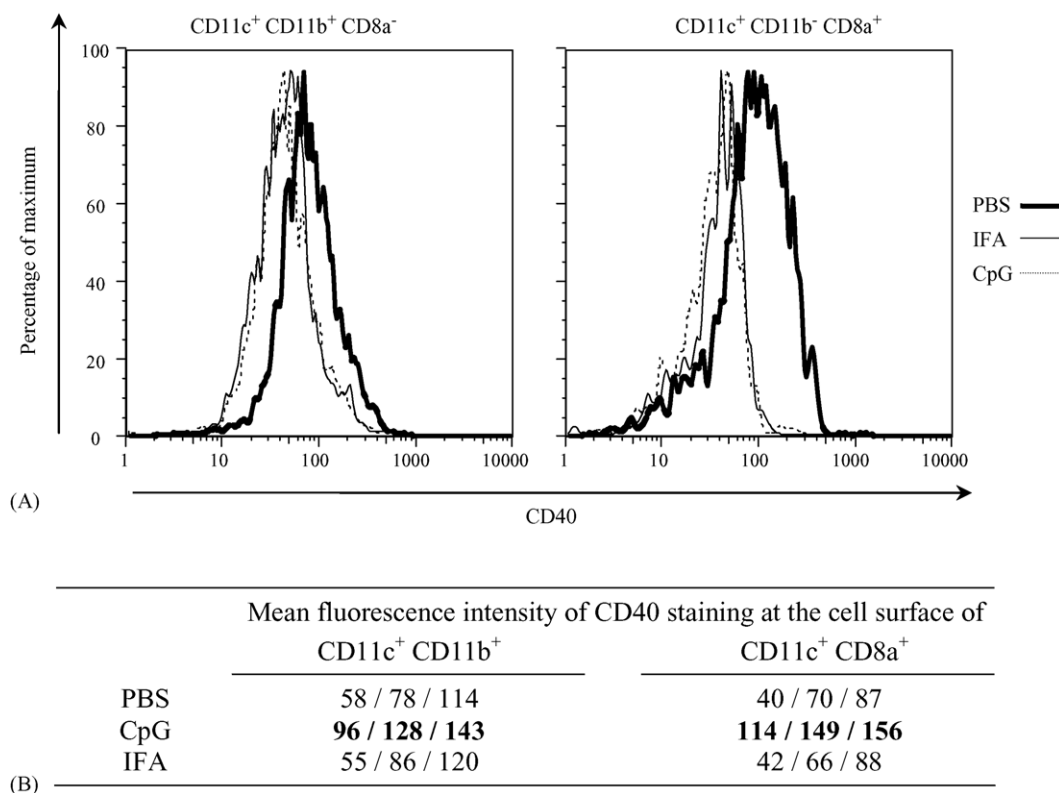 CD11c+ CD11b+ CD8a-
CD11c+ CD11b- CD8a+
100
80
60
40
20
0
Percentage of maximum
1 10 100 1000 10000
1 10 100 1000 10000
PBS
IFA
CpG
(A)
CD40
Mean fluorescence intensity of CD40 staining at the cell surface of
CD11c+ CD11b+ CD11c+ CD8a+
PBS 58 / 78 / 114 40 / 70 / 87
CpG 96 / 128 / 143 114 / 149 / 156
IFA 55 / 86 / 120 42 / 66 / 88
(B)